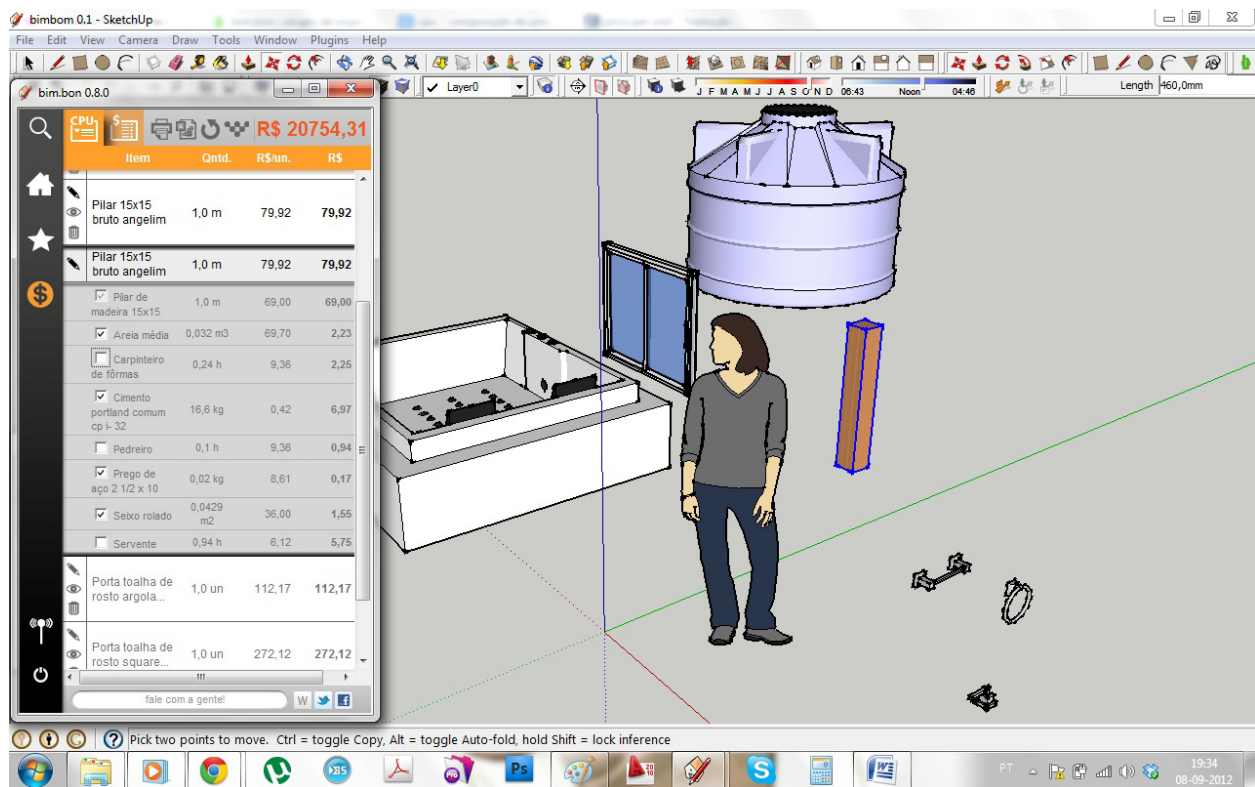 bimbom 0.1 - SketchUp
File Edit View Camera Draw Tools Window Plugins Help
Layer0
J F M A M J J A S O N D 06:43 Noon 04:46
Length 460,0mm
bim.bon 0.8.0
CPU $ R$ 20754,31
Item Qntd. R$/un. R$
Pilar 15x15
bruto angelim 1,0 m 79,92 79,92
Pilar 15x15
bruto angelim 1,0 m 79,92 79,92
$
Pilar de
madeira 15x15 1,0 m 69,00 69,00
Areia média 0,032 m3 69,70 2,23
Carpinteiro
de fôrmas 0,24 h 9,36 2,25
Cimento
portland comum
cp i- 32 16,6 kg 0,42 6,97
Pedreiro 0,1 h 9,36 0,94
Prego de
aço 2 1/2 x 10 0,02 kg 8,61 0,17
Seixo rolado 0,0429
m2 36,00 1,55
Servente 0,94 h 6,12 5,75
Porta toalha de
rosto argola... 1,0 un 112,17 112,17
Porta toalha de
rosto square... 1,0 un 272,12 272,12
fale com a gente!
W f
Pick two points to move. Ctrl = toggle Copy, Alt = toggle Auto-fold, hold Shift = lock inference
Ps
PT
19:34
08-09-2012